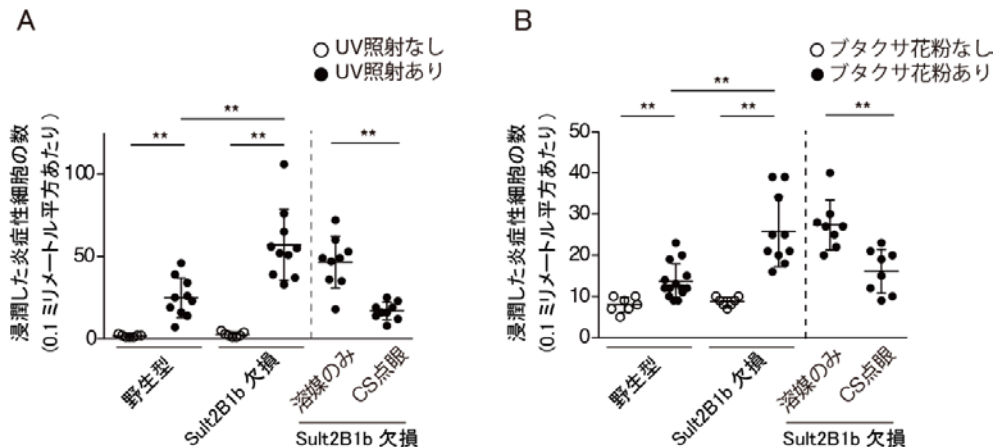 A
○ UV照射なし
● UV照射あり
浸潤した炎症性細胞の数
(0.1 ミリメートル平方あたり)
100
50
0
**
**
**
**
野生型
Sult2B1b 欠損
溶媒のみ
CS点眼
Sult2B1b 欠損
B
○ ブタクサ花粉なし
● ブタクサ花粉あり
浸潤した炎症性細胞の数
(0.1 ミリメートル平方あたり)
50
40
30
20
10
0
**
**
**
**
野生型
Sult2B1b 欠損
溶媒のみ
CS点眼
Sult2B1b 欠損